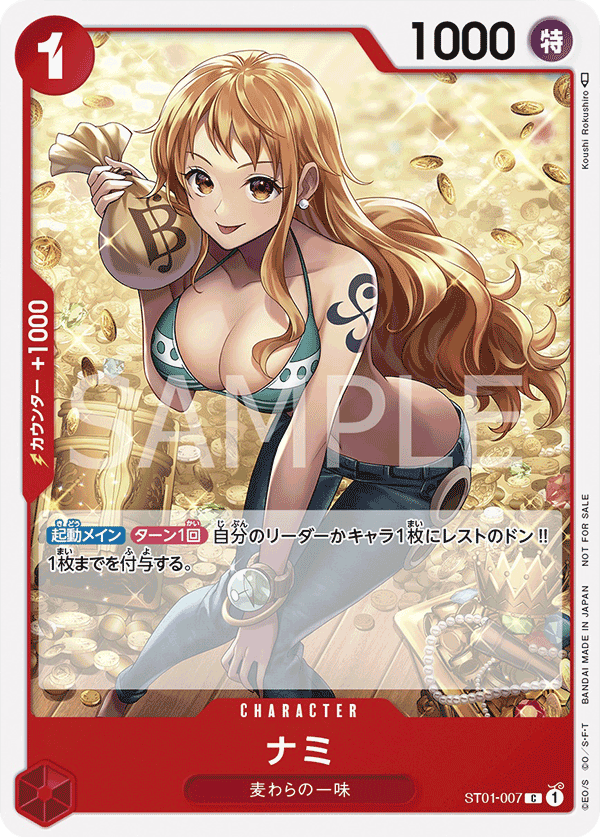 1
1000 特
Koushi Rokushiro
カウンター +1000
SAMPLE
起動メイン ターン1回 自分のリーダーかキャラ1枚にレストのドン!!
1枚までを付与する。
CHARACTER
ナミ
麦わらの一味
ST01-007 C 1
©E.O/S ©O/S・F・T BANDAI MADE IN JAPAN NOT FOR SALE